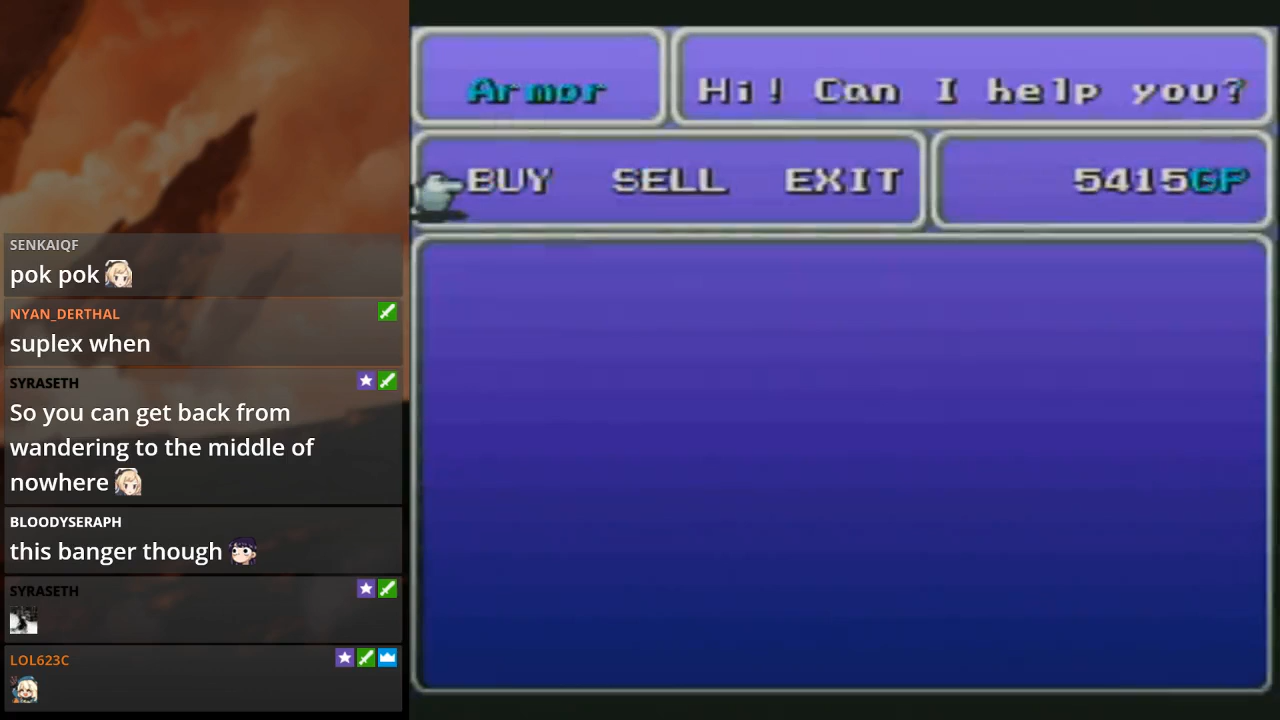 SENKAIQF
pok pok
NYAN_DERTHAL
suplex when
SYRASETH
So you can get back from
wandering to the middle of
nowhere
BLOODYSERAPH
this banger though
SYRASETH
LOL623C
Armor
Hi! Can I help you?
BUY SELL EXIT
5415GP